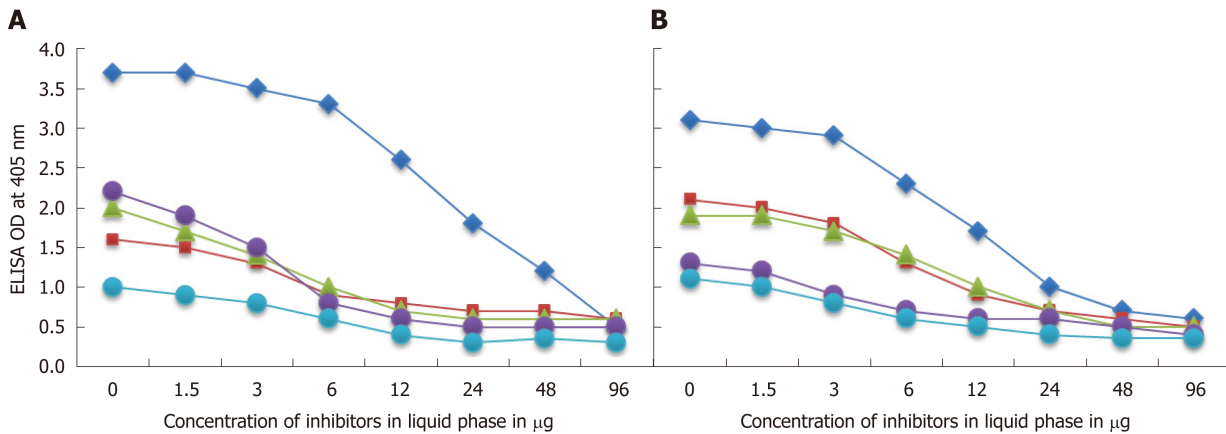 A
B
ELISA OD at 405 nm
4.0
3.5
3.0
2.5
2.0
1.5
1.0
0.5
0.0
0 1.5 3 6 12 24 48 96
0 1.5 3 6 12 24 48 96
Concentration of inhibitors in liquid phase in μg
Concentration of inhibitors in liquid phase in μg